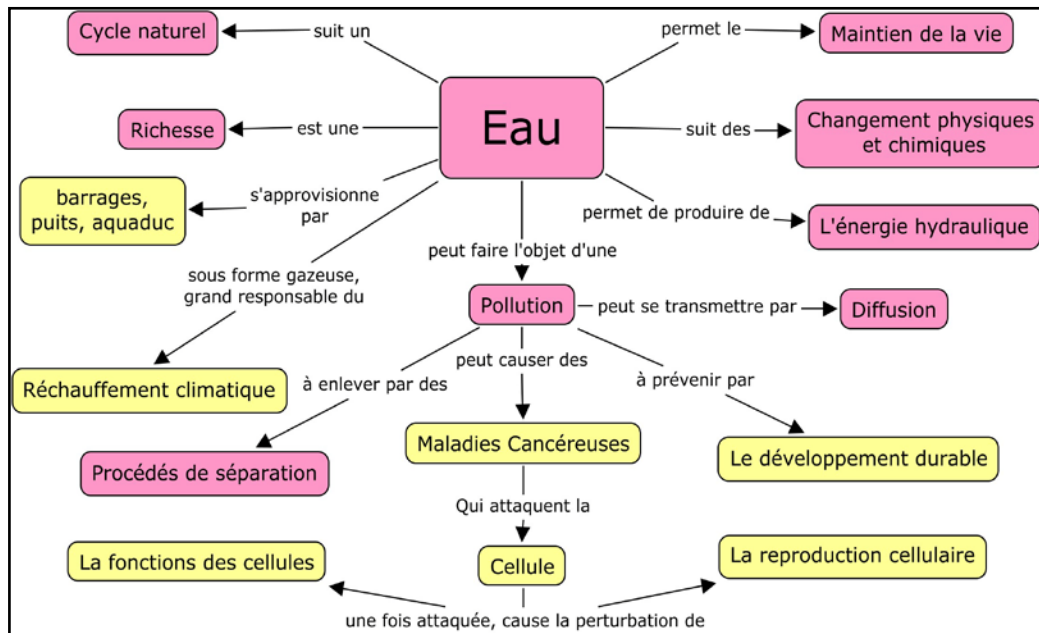 Cycle naturel
suit un
permet le
Maintien de la vie
Eau
Richesse
est une
suit des
Changement physiques
et chimiques
barrages,
puits, aquaduc
s'approvisionne
par
permet de produire de
L'énergie hydraulique
peut faire l'objet d'une
sous forme gazeuse,
grand responsable du
Pollution
peut se transmettre par
Diffusion
Réchauffement climatique
à enlever par des
peut causer des
à prévenir par
Procédés de séparation
Maladies Cancéreuses
Le développement durable
Qui attaquent la
La fonctions des cellules
Cellule
La reproduction cellulaire
une fois attaquée, cause la perturbation de